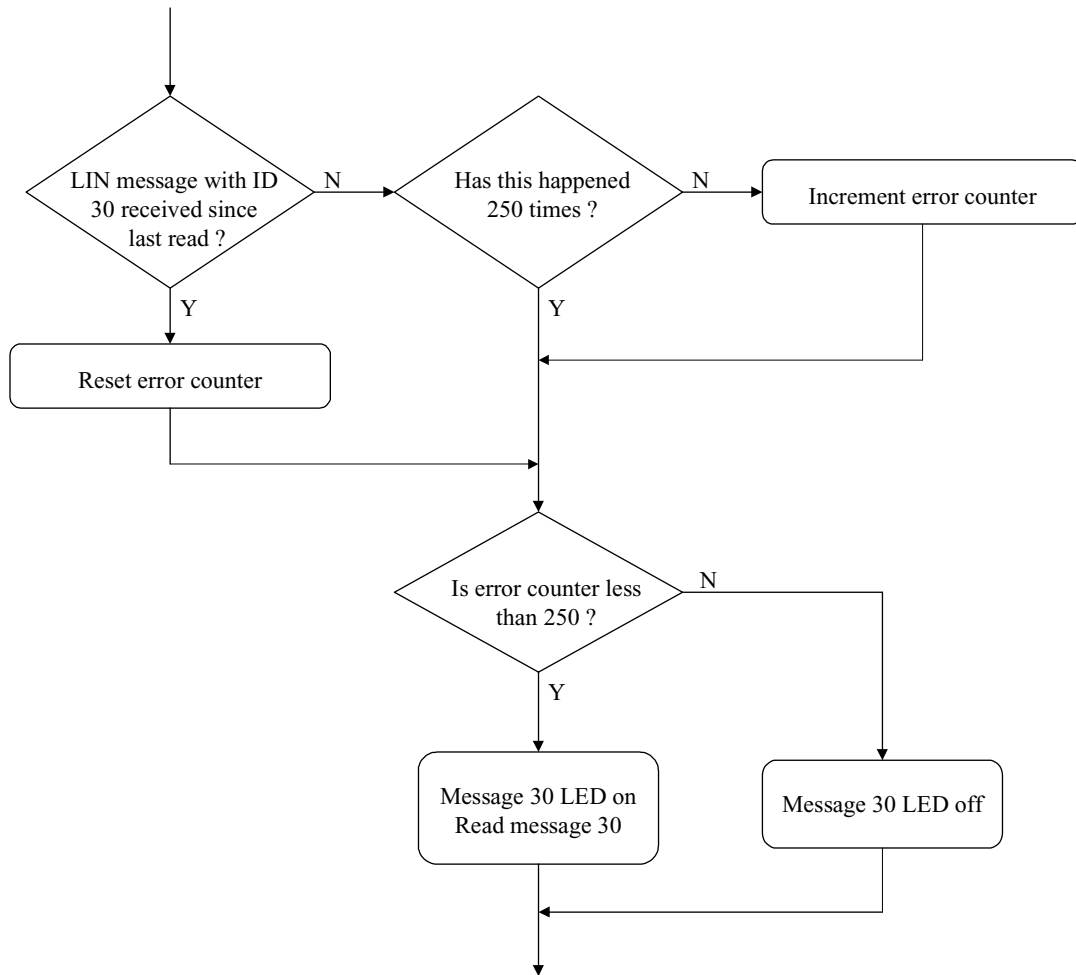 LIN message with ID
30 received since
last read ?
N
Has this happened
250 times ?
N
Increment error counter
Y
Y
Reset error counter
Is error counter less
than 250 ?
N
Y
Message 30 LED on
Read message 30
Message 30 LED off